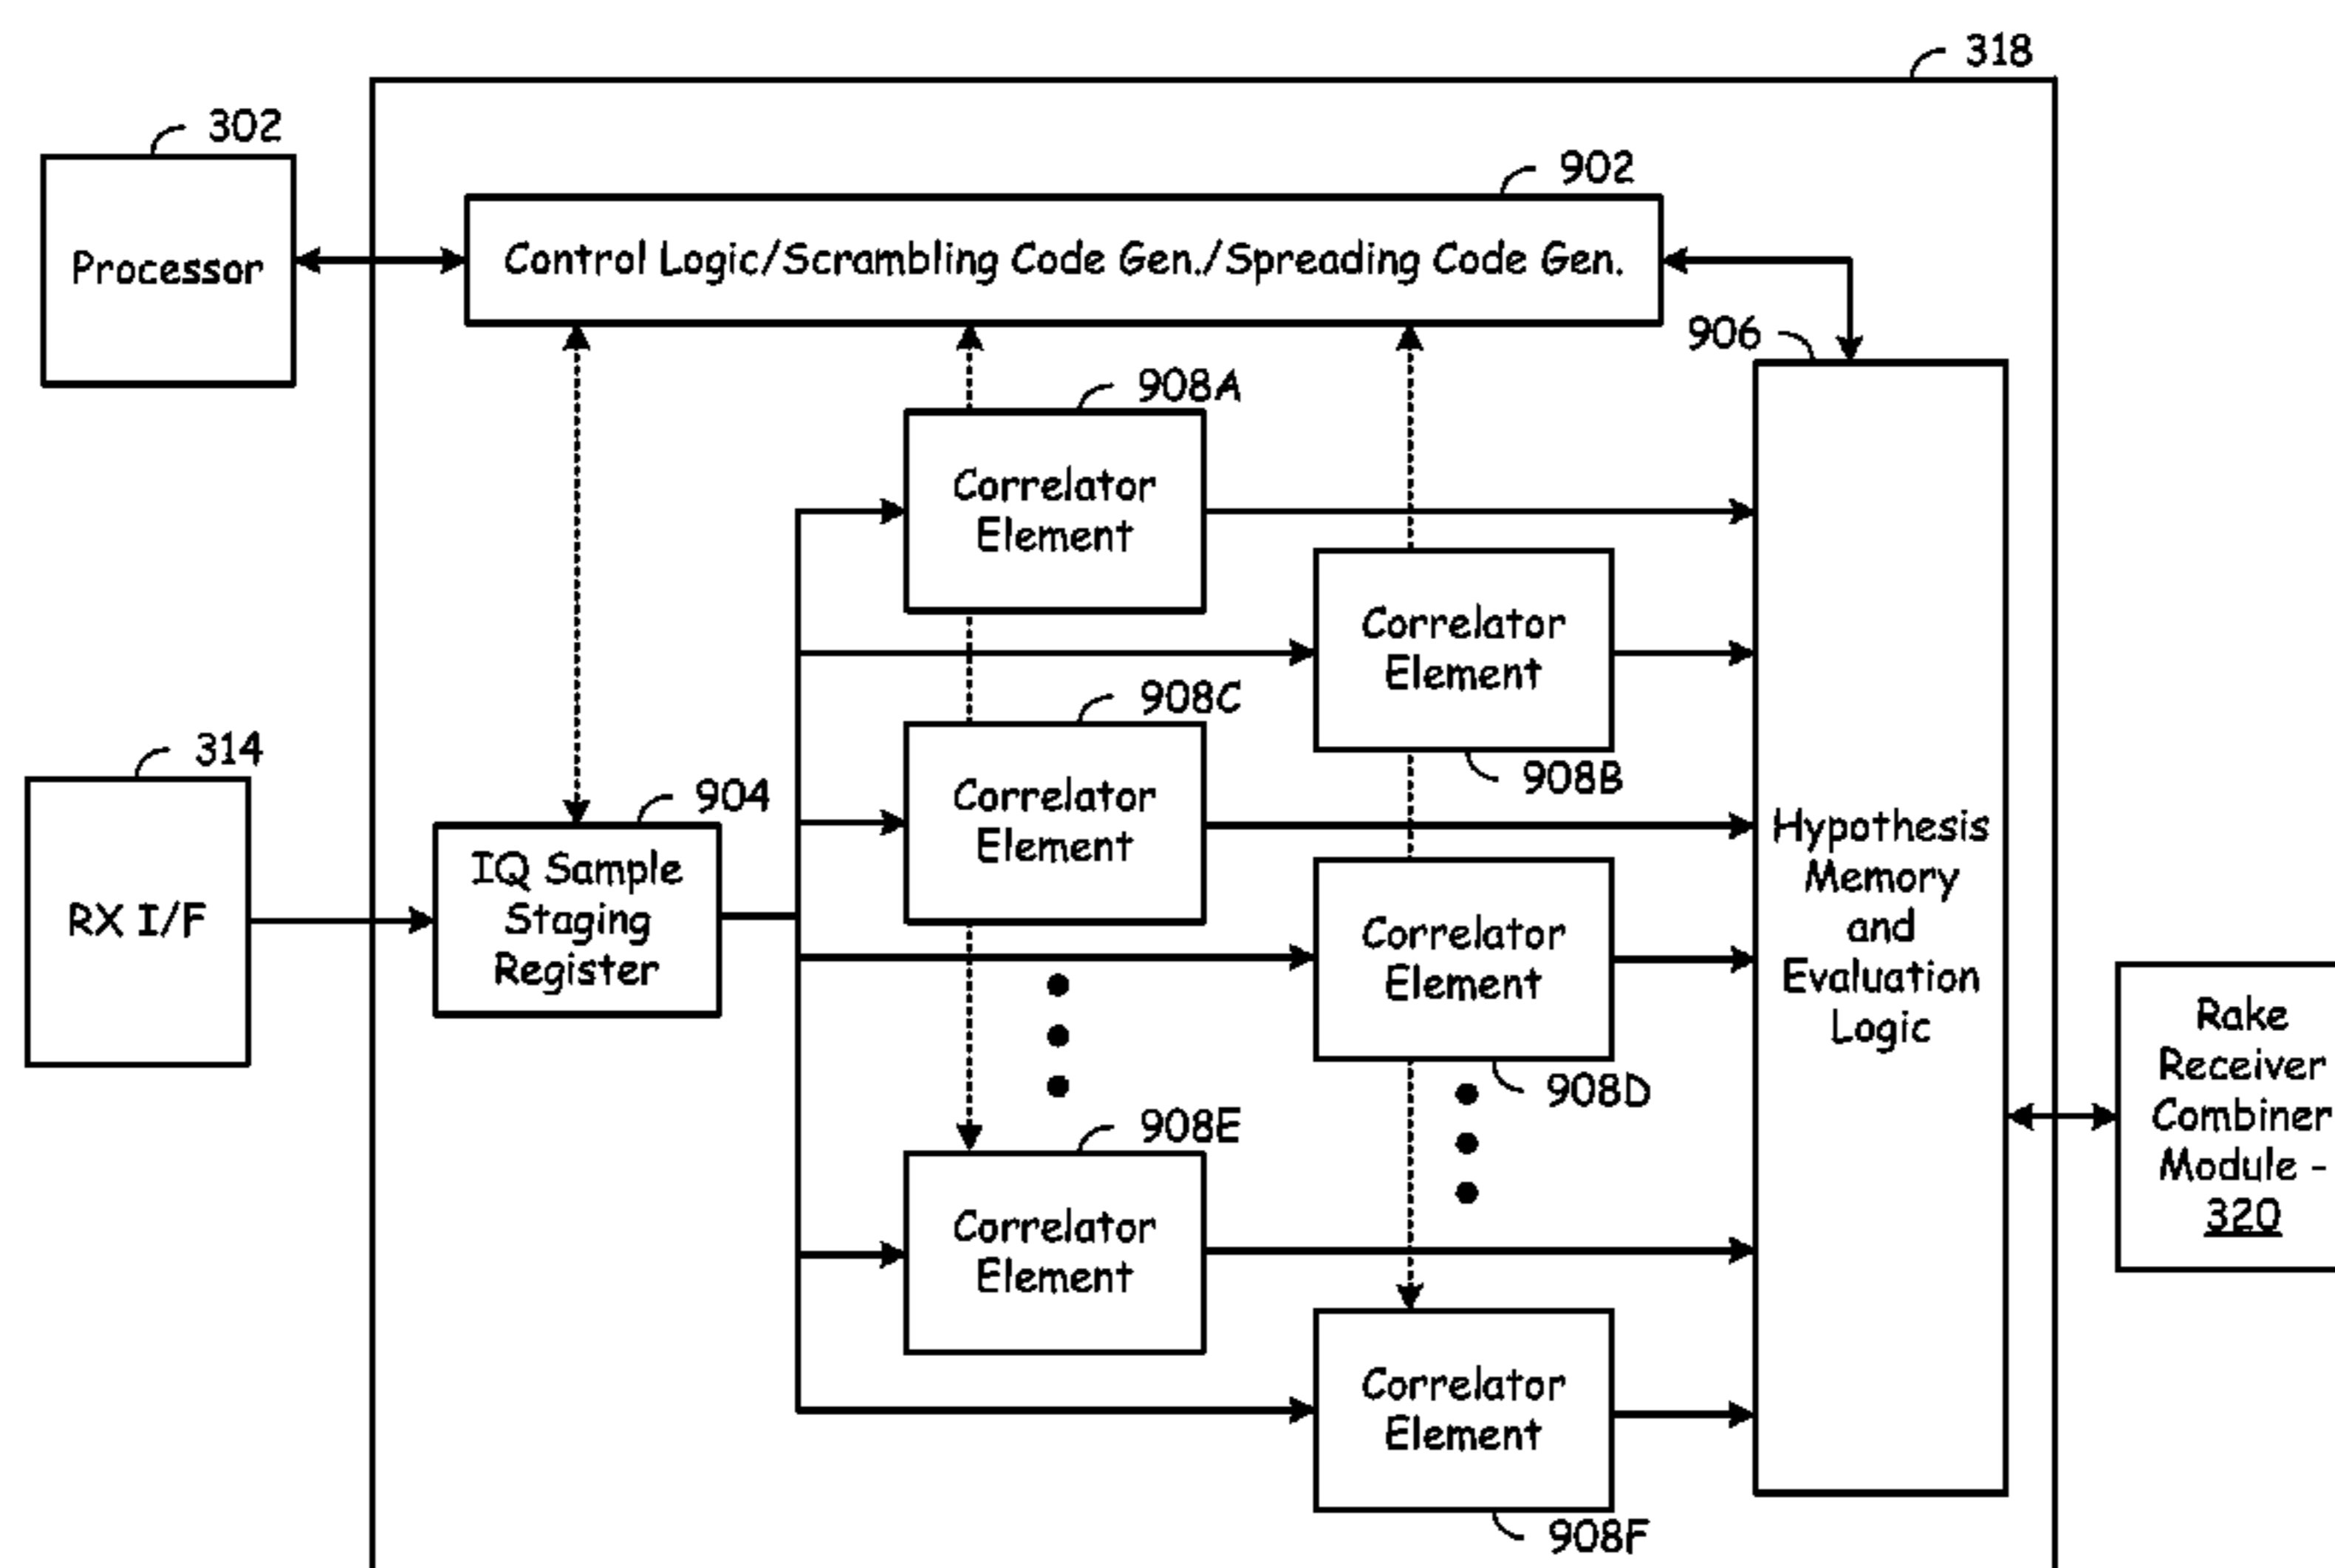 318
302
902
Processor
Control Logic/Scrambling Code Gen./Spreading Code Gen.
906
908A
Correlator
Element
Correlator
Element
908B
908C
Correlator
Element
314
904
RX I/F
IQ Sample
Staging
Register
Correlator
Element
908D
Hypothesis
Memory
and
Evaluation
Logic
Rake
Receiver
Combiner
Module -
320
908E
Correlator
Element
Correlator
Element
908F